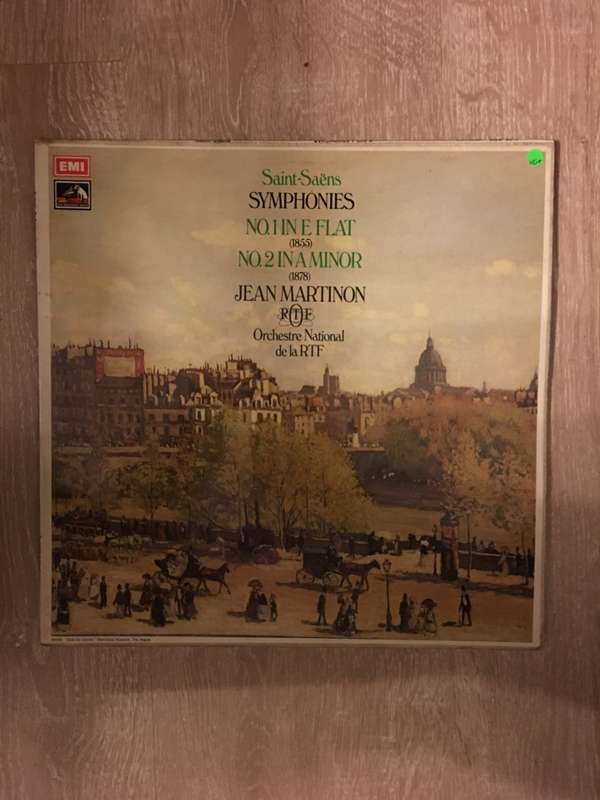 EMI
Saint-Saëns
SYMPHONIES
NO.1 IN E FLAT
(1855)
NO.2 IN A MINOR
(1878)
JEAN MARTINON
RTF
Orchestre National
de la RTF